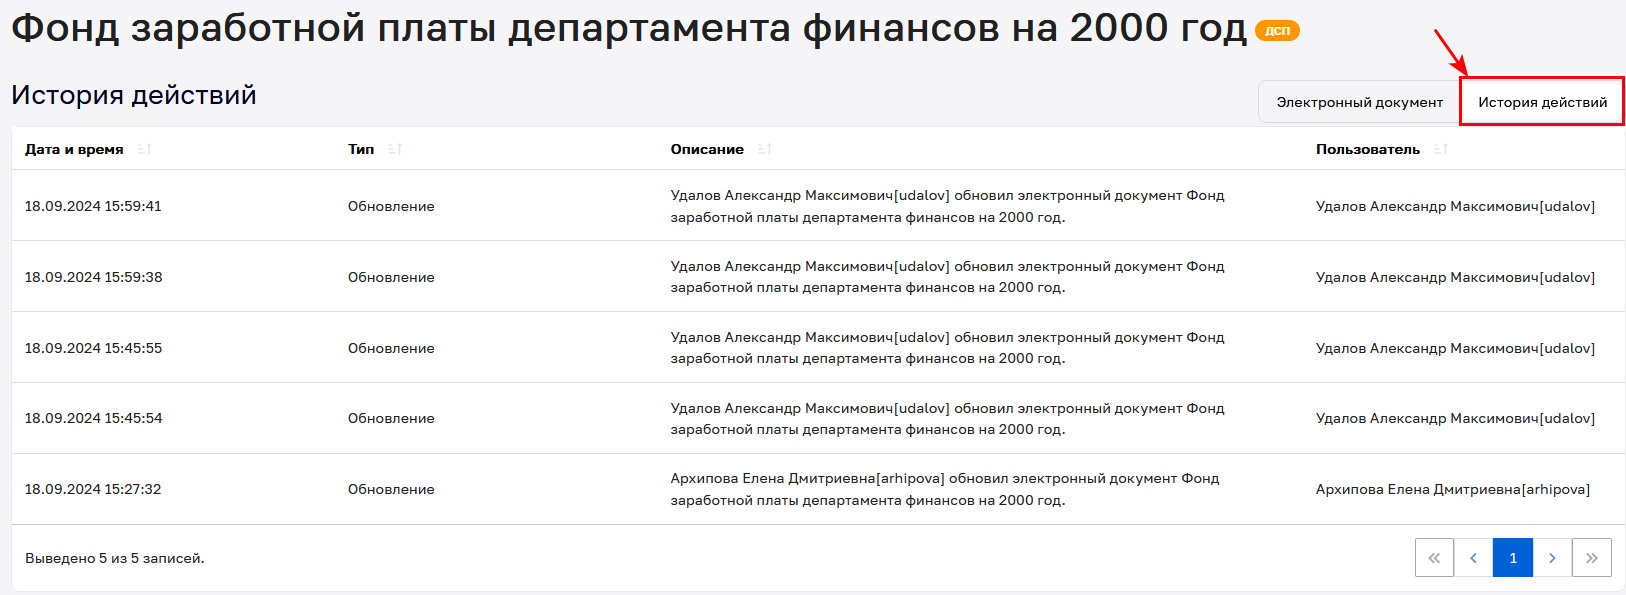 Фонд заработной платы департамента финансов на 2000 год ДСП
История действий
Электронный документ История действий
Дата и время Тип Описание Пользователь
18.09.2024 15:59:41 Обновление Удалов Александр Максимович[udalov] обновил электронный документ Фонд Удалов Александр Максимович[udalov]
заработной платы департамента финансов на 2000 год.
18.09.2024 15:59:38 Обновление Удалов Александр Максимович[udalov] обновил электронный документ Фонд Удалов Александр Максимович[udalov]
заработной платы департамента финансов на 2000 год.
18.09.2024 15:45:55 Обновление Удалов Александр Максимович[udalov] обновил электронный документ Фонд Удалов Александр Максимович[udalov]
заработной платы департамента финансов на 2000 год.
18.09.2024 15:45:54 Обновление Удалов Александр Максимович[udalov] обновил электронный документ Фонд Удалов Александр Максимович[udalov]
заработной платы департамента финансов на 2000 год.
18.09.2024 15:27:32 Обновление Архипова Елена Дмитриевна[arhipova] обновил электронный документ Фонд Архипова Елена Дмитриевна[arhipova]
заработной платы департамента финансов на 2000 год.
Выведено 5 из 5 записей. « ‹ 1 › »